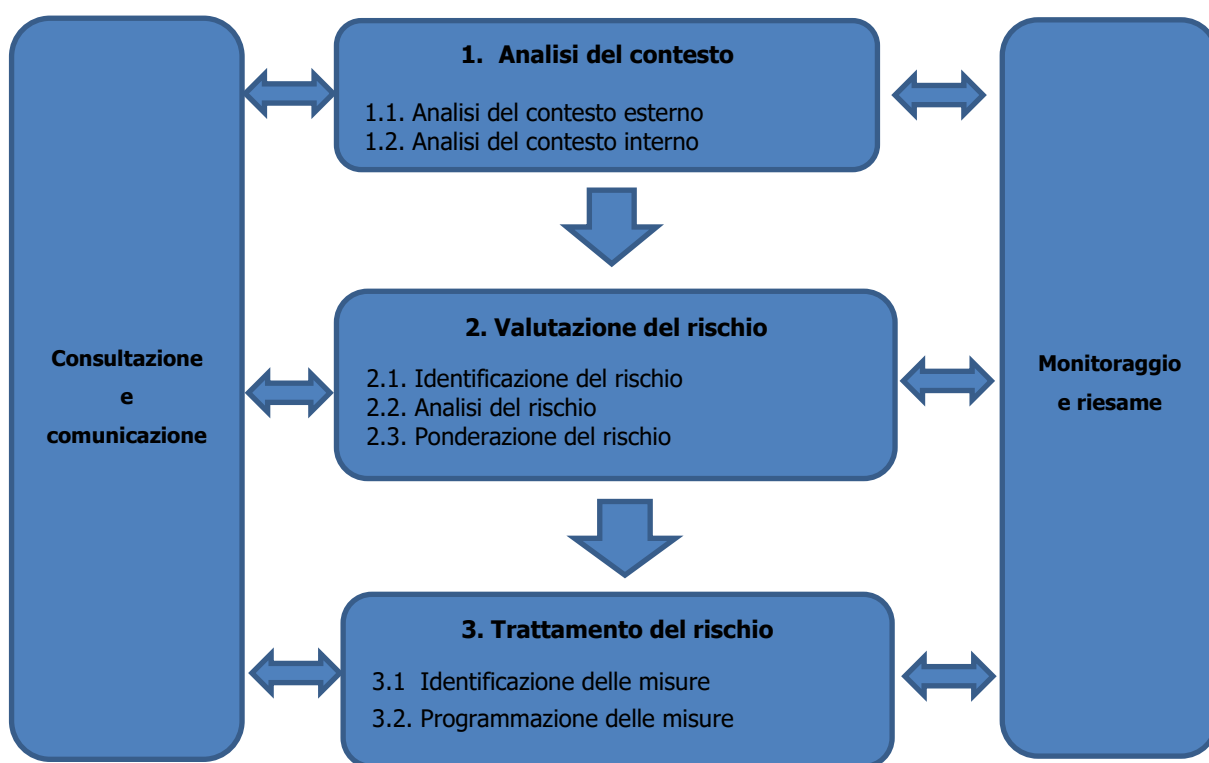 1. Analisi del contesto
1.1. Analisi del contesto esterno
1.2. Analisi del contesto interno
2. Valutazione del rischio
2.1. Identificazione del rischio
2.2. Analisi del rischio
2.3. Ponderazione del rischio
3. Trattamento del rischio
3.1 Identificazione delle misure
3.2. Programmazione delle misure
Consultazione
e
comunicazione
Monitoraggio
e riesame